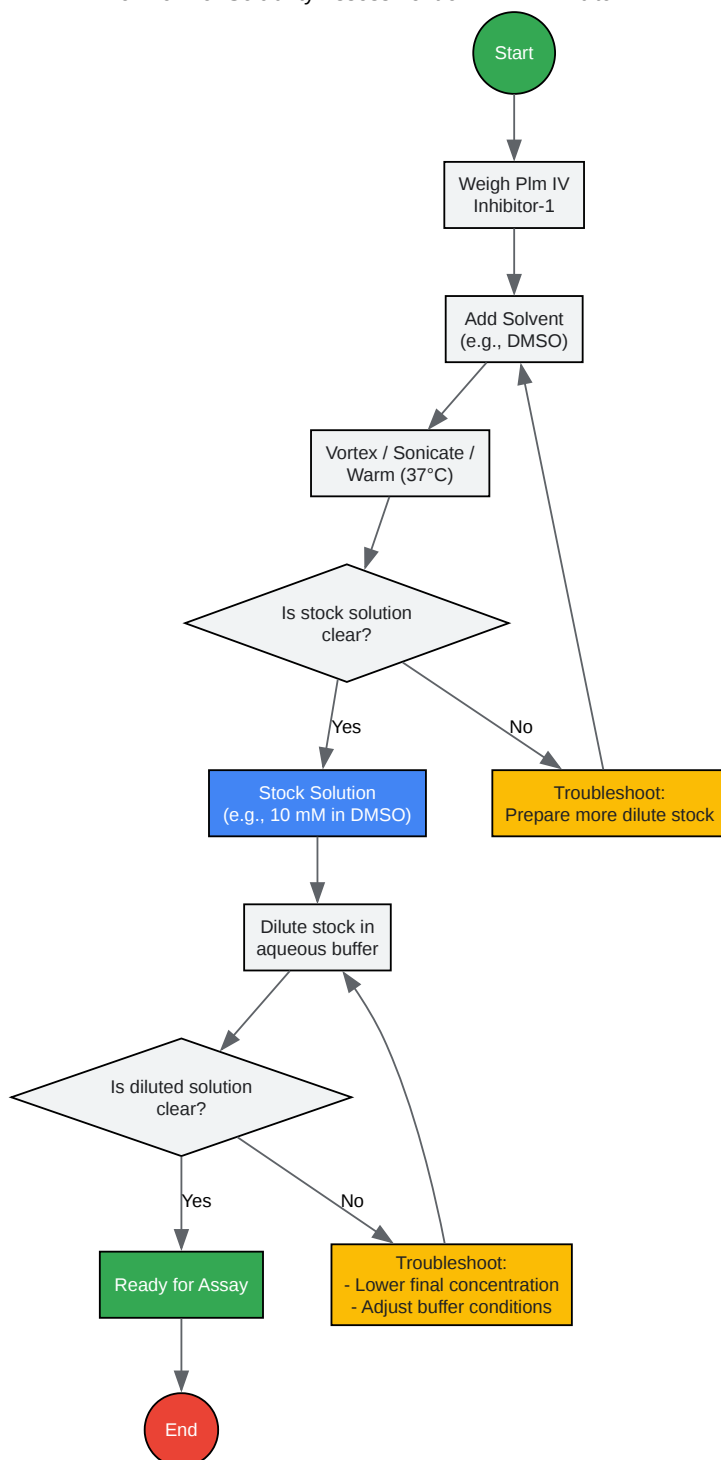 Start
Weigh Plm IV
Inhibitor-1
Add Solvent
(e.g., DMSO)
Vortex / Sonicate /
Warm (37°C)
Is stock solution
clear?
Yes
No
Stock Solution
(e.g., 10 mM in DMSO)
Troubleshoot:
Prepare more dilute stock
Dilute stock in
aqueous buffer
Is diluted solution
clear?
Yes
No
Ready for Assay
Troubleshoot:
- Lower final concentration
- Adjust buffer conditions
End